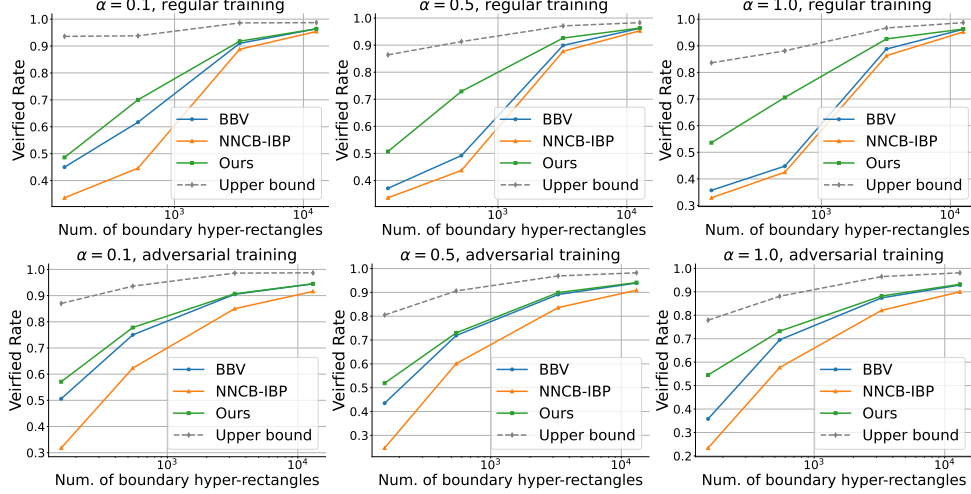 α = 0.1, regular training
Veirfied Rate
1.0
0.9
0.8
0.7
0.6
0.5
0.4
BBV
NNCB-IBP
Ours
Upper bound
10³
10⁴
Num. of boundary hyper-rectangles
α = 0.5, regular training
Veirfied Rate
1.0
0.9
0.8
0.7
0.6
0.5
0.4
BBV
NNCB-IBP
Ours
Upper bound
10³
10⁴
Num. of boundary hyper-rectangles
α = 1.0, regular training
Veirfied Rate
1.0
0.9
0.8
0.7
0.6
0.5
0.4
0.3
BBV
NNCB-IBP
Ours
Upper bound
10³
10⁴
Num. of boundary hyper-rectangles
α = 0.1, adversarial training
Veirfied Rate
1.0
0.9
0.8
0.7
0.6
0.5
0.4
0.3
BBV
NNCB-IBP
Ours
Upper bound
10³
10⁴
Num. of boundary hyper-rectangles
α = 0.5, adversarial training
Veirfied Rate
1.0
0.9
0.8
0.7
0.6
0.5
0.4
0.3
BBV
NNCB-IBP
Ours
Upper bound
10³
10⁴
Num. of boundary hyper-rectangles
α = 1.0, adversarial training
Veirfied Rate
1.0
0.9
0.8
0.7
0.6
0.5
0.4
0.3
0.2
BBV
NNCB-IBP
Ours
Upper bound
10³
10⁴
Num. of boundary hyper-rectangles